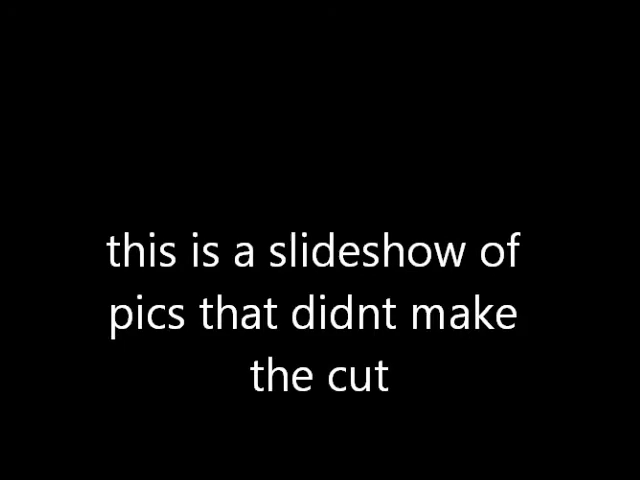 this is a slideshow of
pics that didnt make
the cut